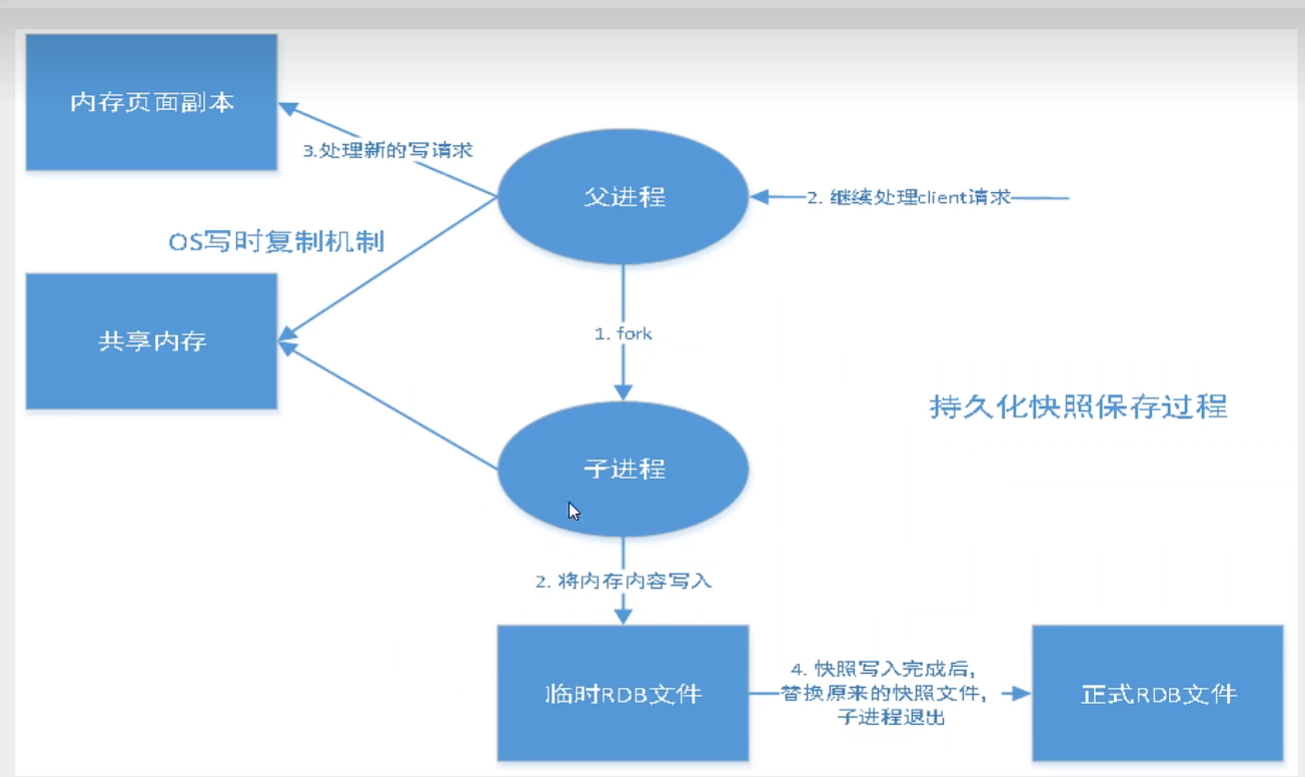 内存页面副本
3.处理新的写请求
父进程
2. 继续处理client请求
OS写时复制机制
共享内存
1. fork
持久化快照保存过程
子进程
2. 将内存内容写入
临时RDB文件
4. 快照写入完成后,
替换原来的快照文件,
子进程退出
正式RDB文件